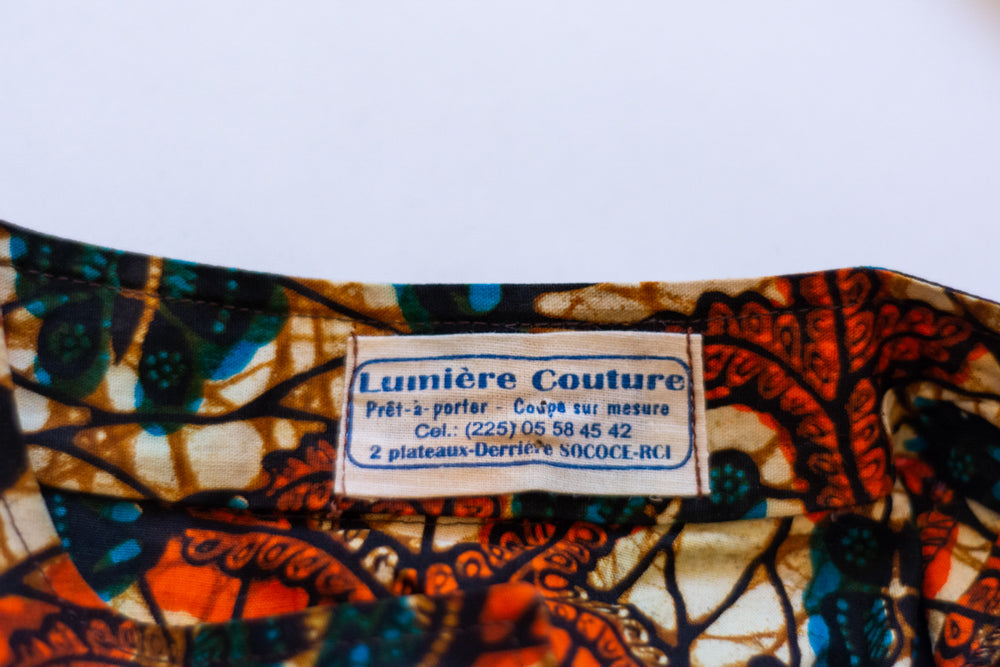 Lumière Couture
Prêt-à-porter - Coupe sur mesure
Cel.: (225) 05 58 45 42
2 plateaux-Derrière SOCOCE-RCI